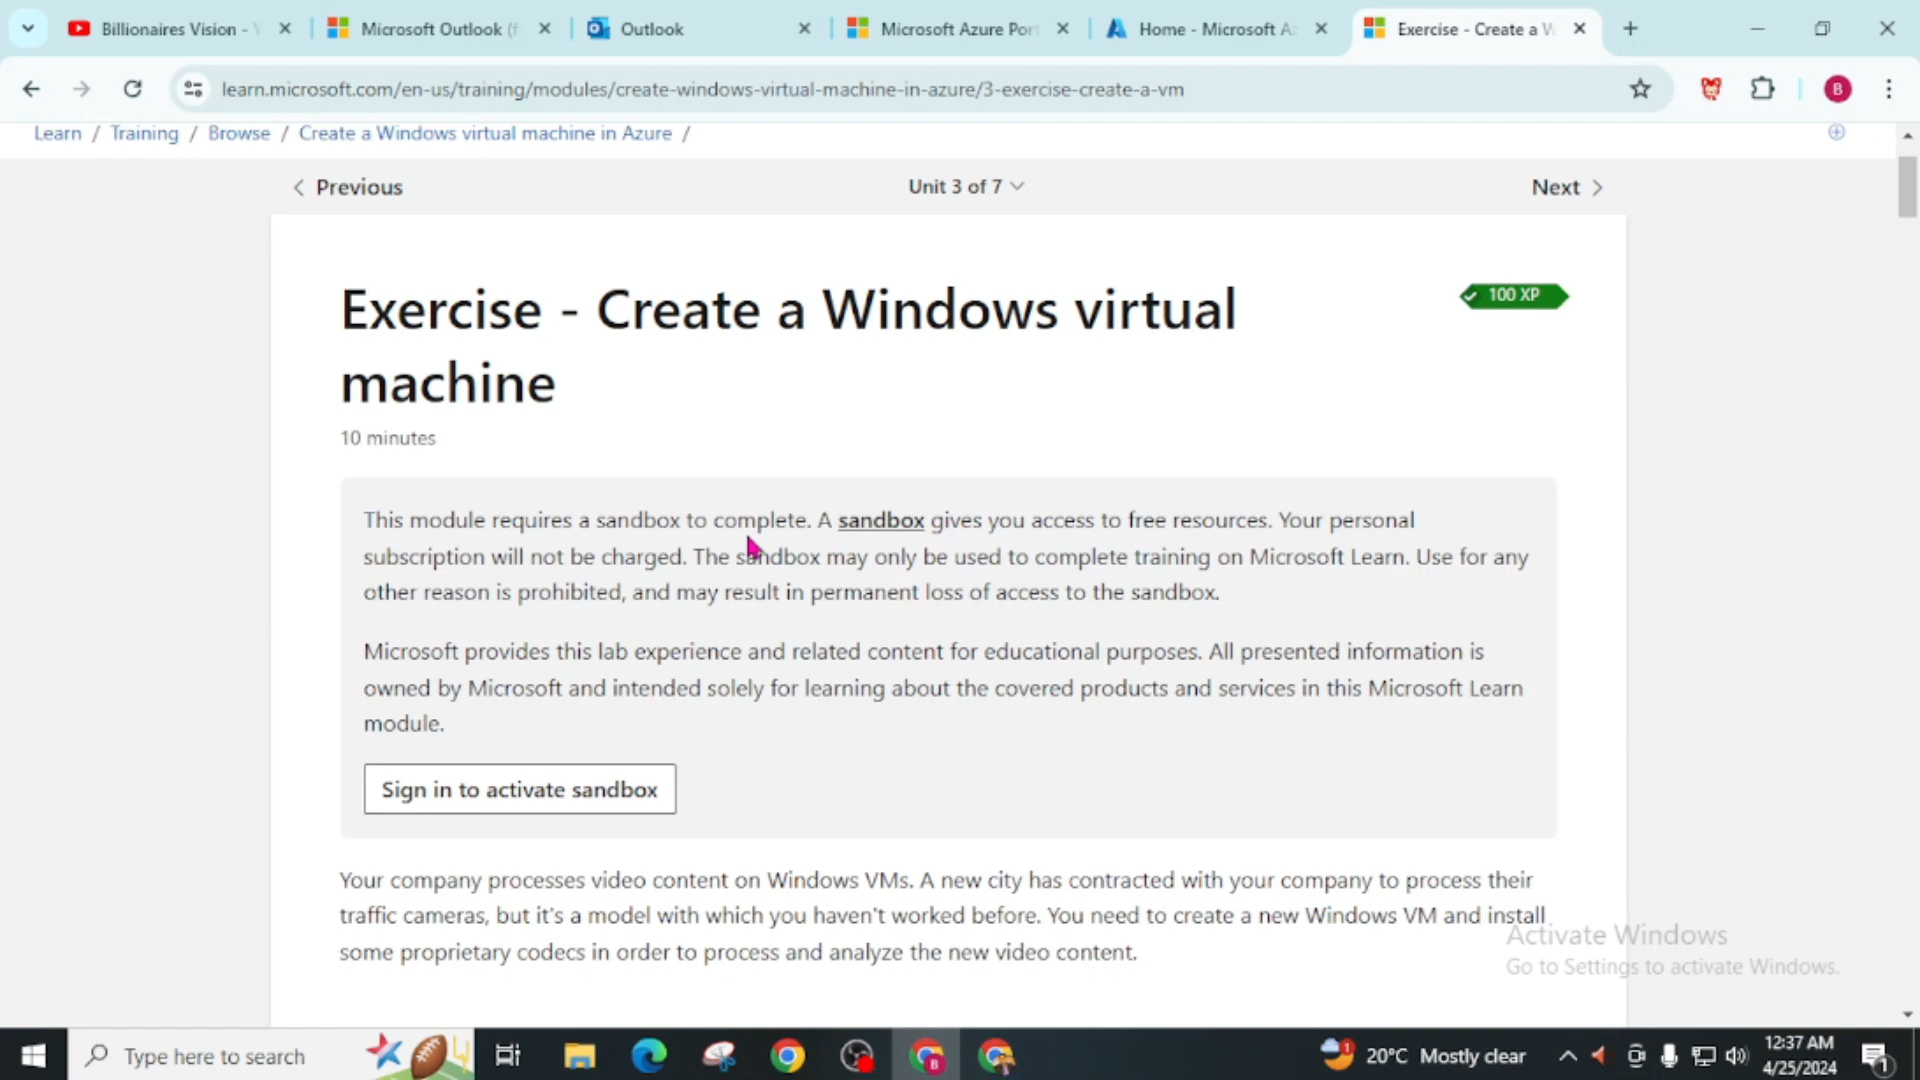 Billionaires Vision -
Microsoft Outlook (f
Outlook
Microsoft Azure Por
Home - Microsoft A
Exercise - Create a W
learn.microsoft.com/en-us/training/modules/create-windows-virtual-machine-in-azure/3-exercise-create-a-vm
B
Learn / Training / Browse / Create a Windows virtual machine in Azure /
Previous
Unit 3 of 7
Next
Exercise - Create a Windows virtual
machine
100 XP
10 minutes
This module requires a sandbox to complete. A sandbox gives you access to free resources. Your personal
subscription will not be charged. The sandbox may only be used to complete training on Microsoft Learn. Use for any
other reason is prohibited, and may result in permanent loss of access to the sandbox.
Microsoft provides this lab experience and related content for educational purposes. All presented information is
owned by Microsoft and intended solely for learning about the covered products and services in this Microsoft Learn
module.
Sign in to activate sandbox
Your company processes video content on Windows VMs. A new city has contracted with your company to process their
traffic cameras, but it's a model with which you haven't worked before. You need to create a new Windows VM and install
some proprietary codecs in order to process and analyze the new video content.
Activate Windows
Go to Settings to activate Windows.
Type here to search
B
1
20°C Mostly clear
12:37 AM
4/25/2024
1